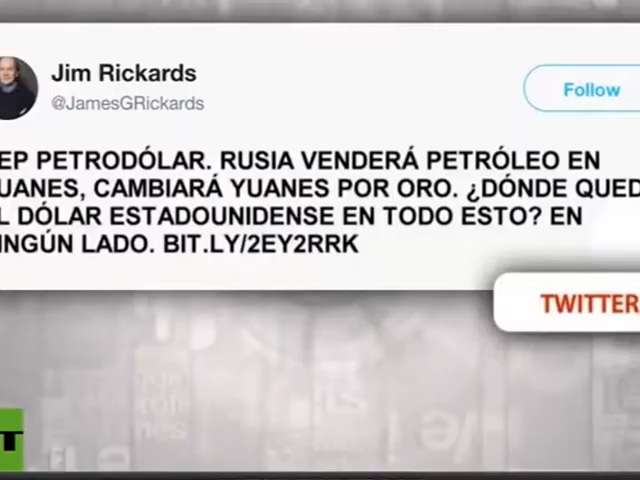 Jim Rickards
@JamesGRickards
Follow
EP PETRODÓLAR. RUSIA VENDERÁ PETRÓLEO EN
UANES, CAMBIARÁ YUANES POR ORO. ¿DÓNDE QUED
L DÓLAR ESTADOUNIDENSE EN TODO ESTO? EN
INGÚN LADO. BIT.LY/2EY2RRK
TWITTER